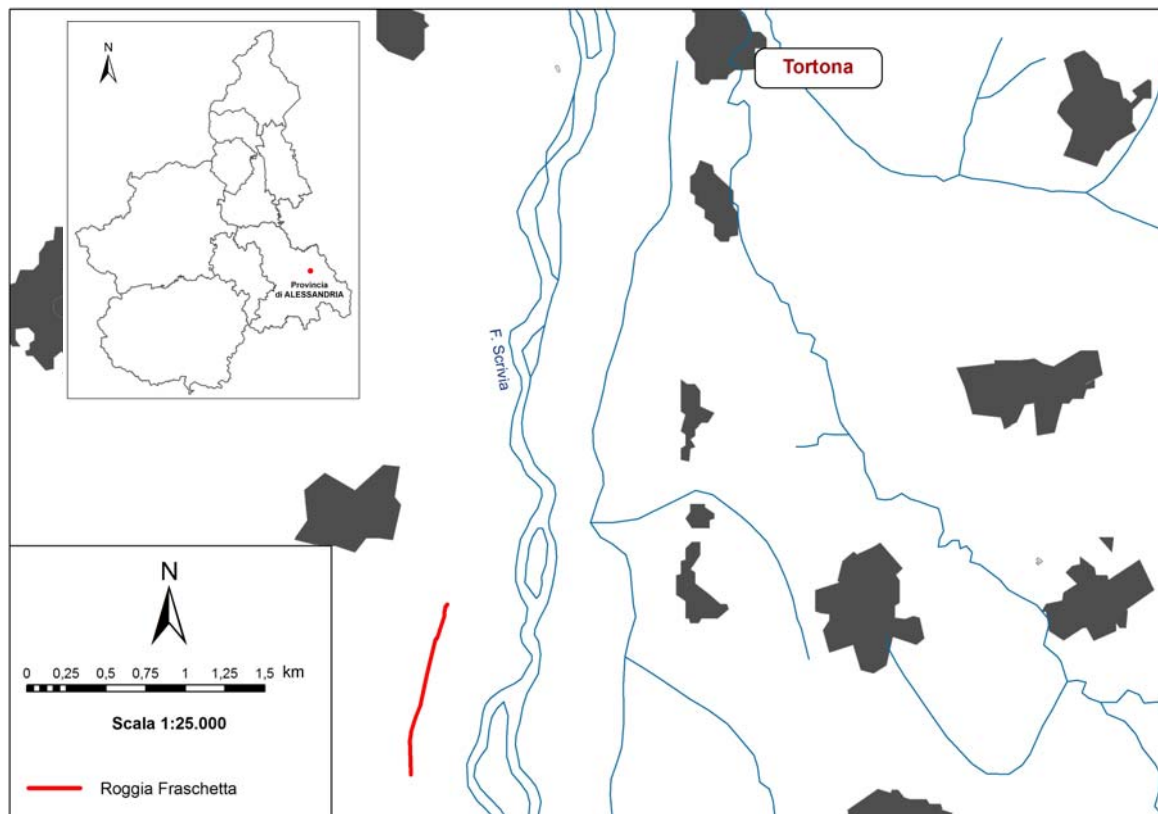 N
Tortona
Provincia
di ALESSANDRIA
F. Scrivia
N
0 0,25 0,5 0,75 1 1,25 1,5 km
Scala 1:25.000
Roggia Fraschetta